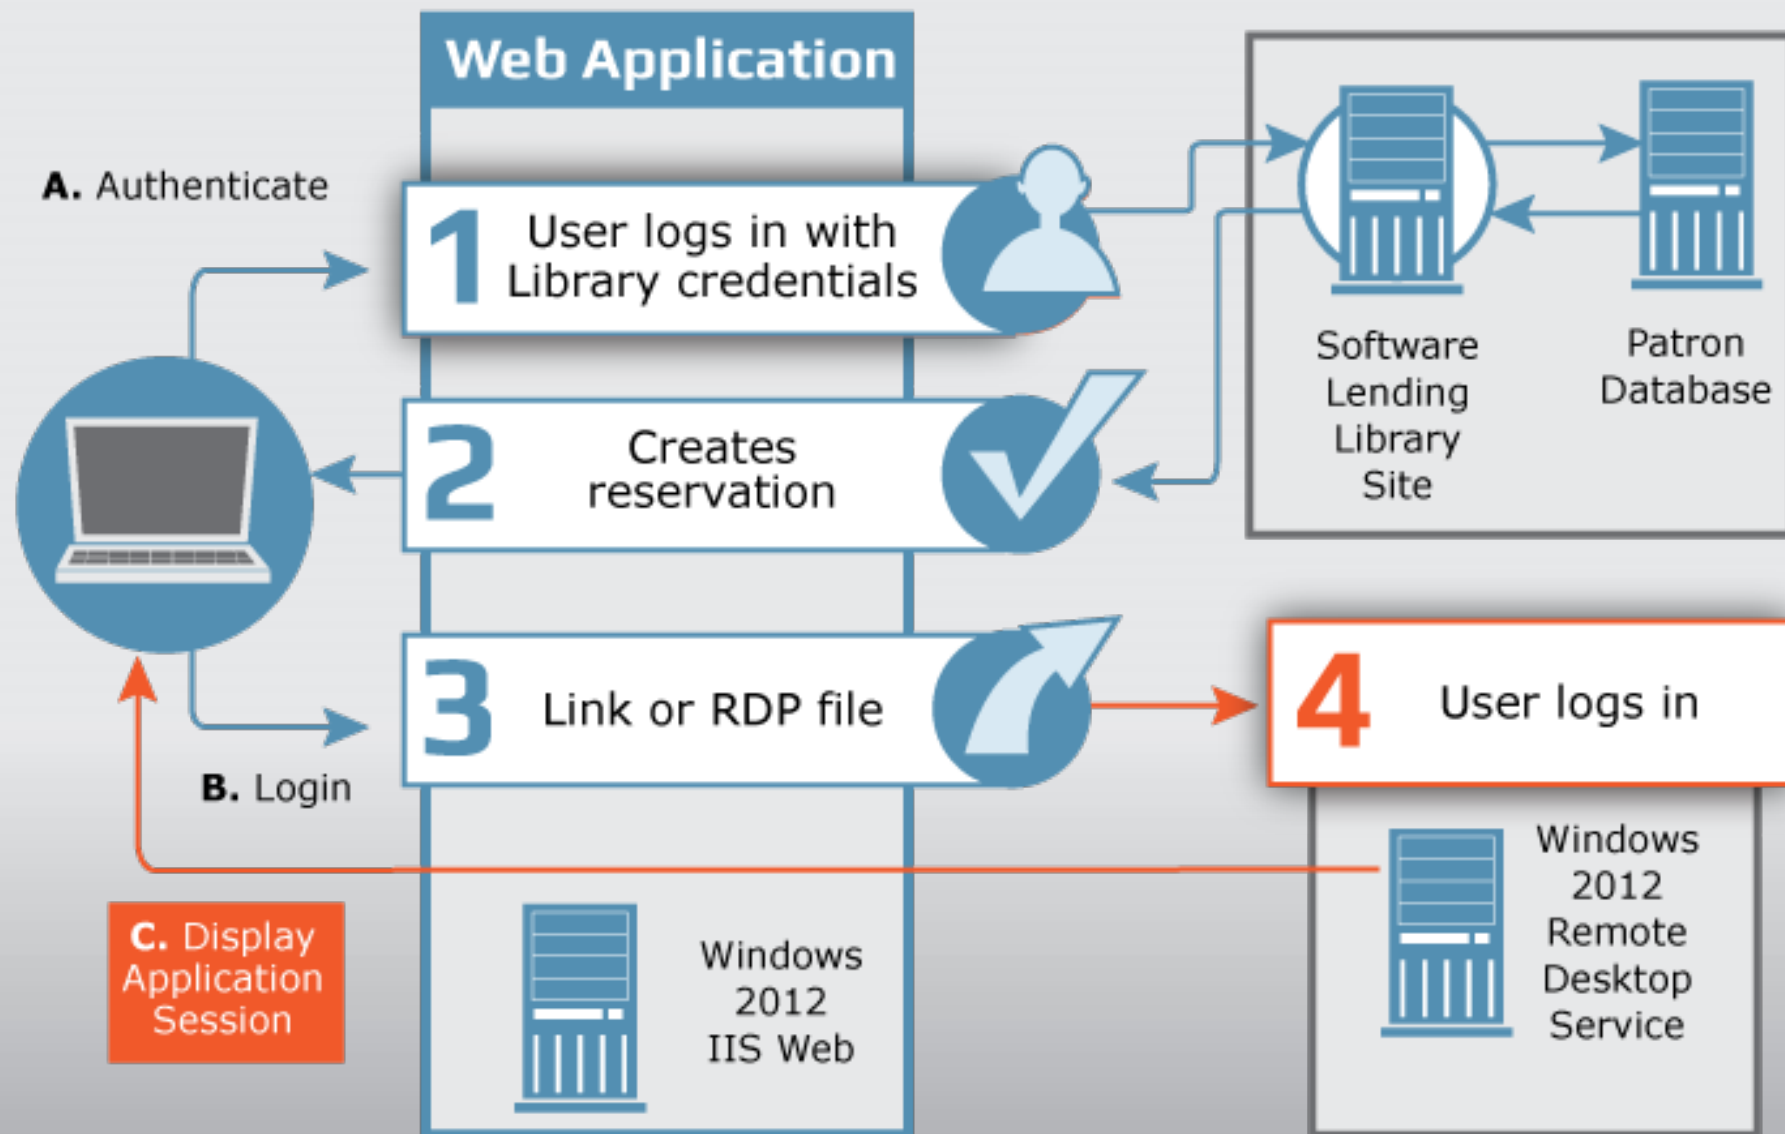 Web Application
A. Authenticate
1
User logs in with
Library credentials
Software
Lending
Library
Site
Patron
Database
2
Creates
reservation
3
Link or RDP file
4
User logs in
B. Login
C. Display
Application
Session
Windows
2012
IIS Web
Windows
2012
Remote
Desktop
Service